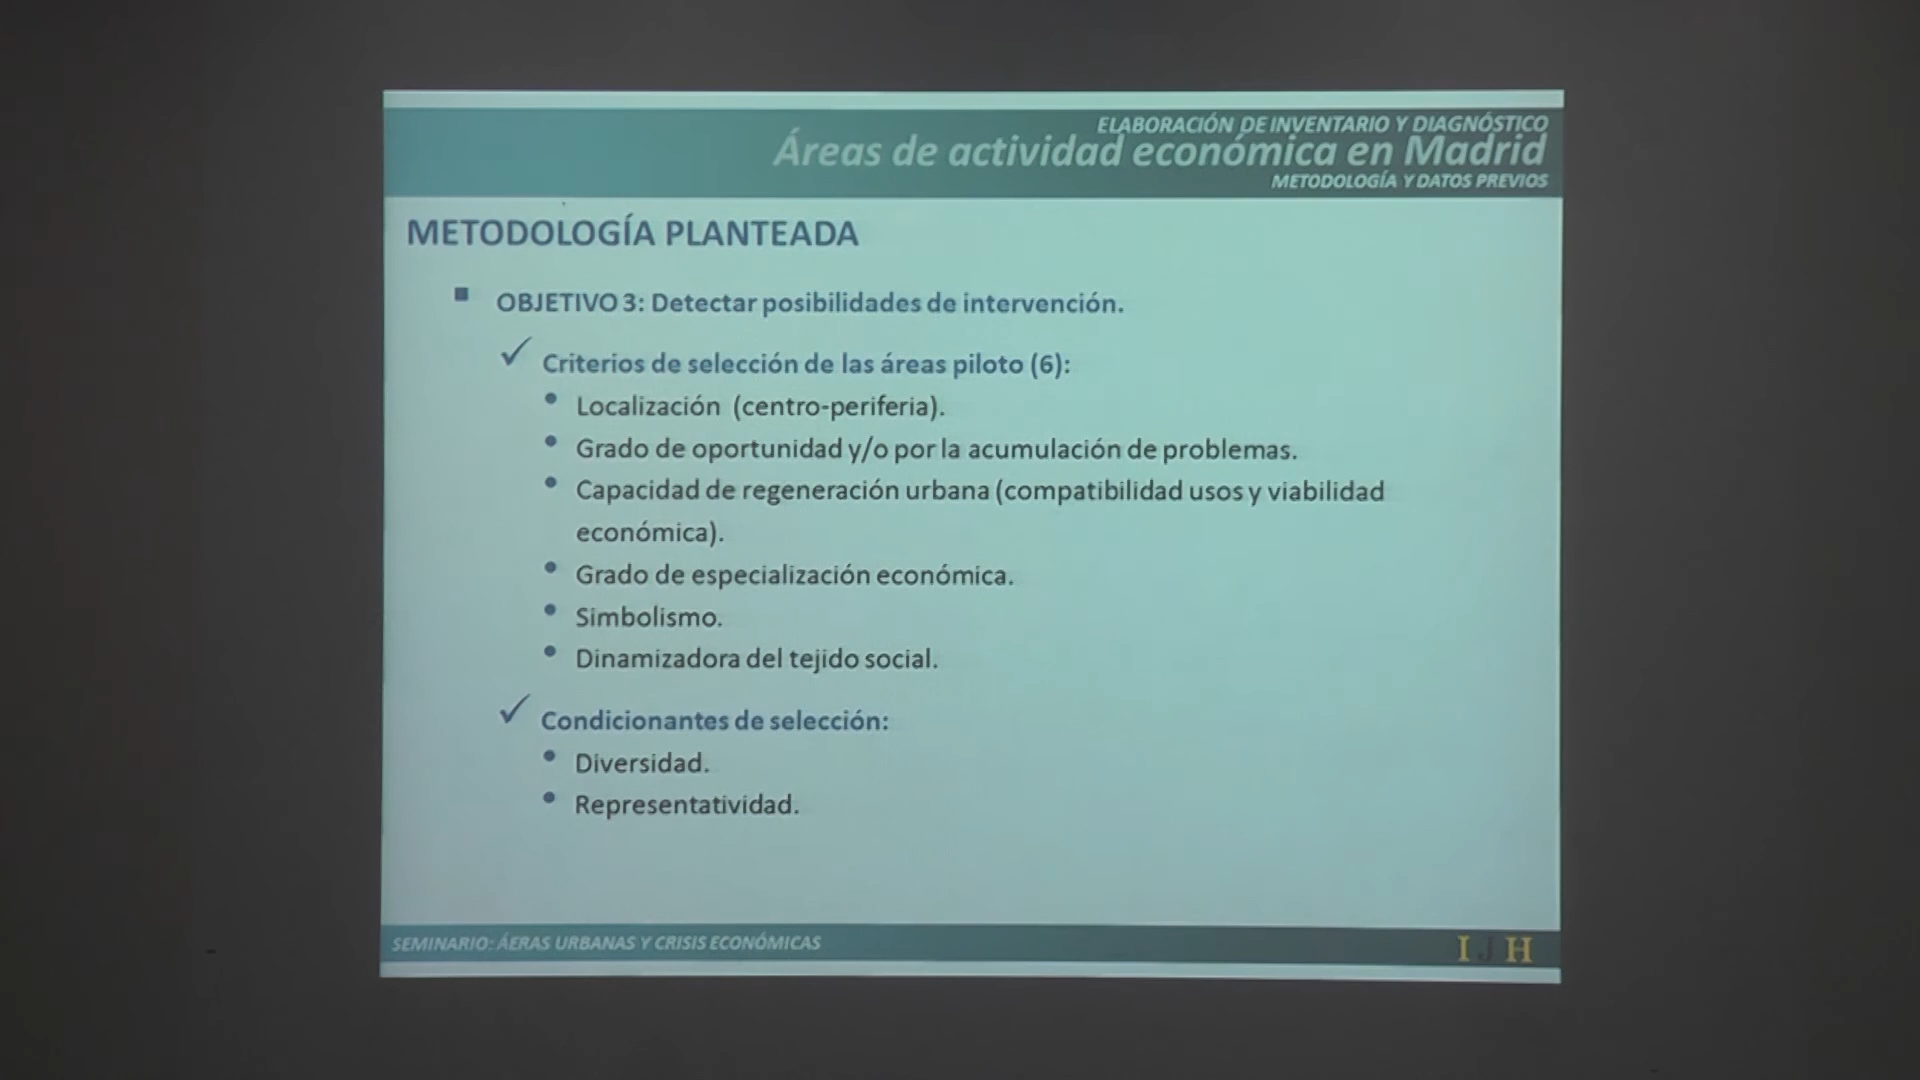 ELABORACIÓN DE INVENTARIO Y DIAGNÓSTICO
Áreas de actividad económica en Madrid
METODOLOGÍA Y DATOS PREVIOS
METODOLOGÍA PLANTEADA
OBJETIVO 3: Detectar posibilidades de intervención.
Criterios de selección de las áreas piloto (6):
Localización (centro-periferia).
Grado de oportunidad y/o por la acumulación de problemas.
Capacidad de regeneración urbana (compatibilidad usos y viabilidad
económica).
Grado de especialización económica.
Simbolismo.
Dinamizadora del tejido social.
Condicionantes de selección:
Diversidad.
Representatividad.
SEMINARIO: ÁERAS URBANAS Y CRISIS ECONÓMICAS
I J H